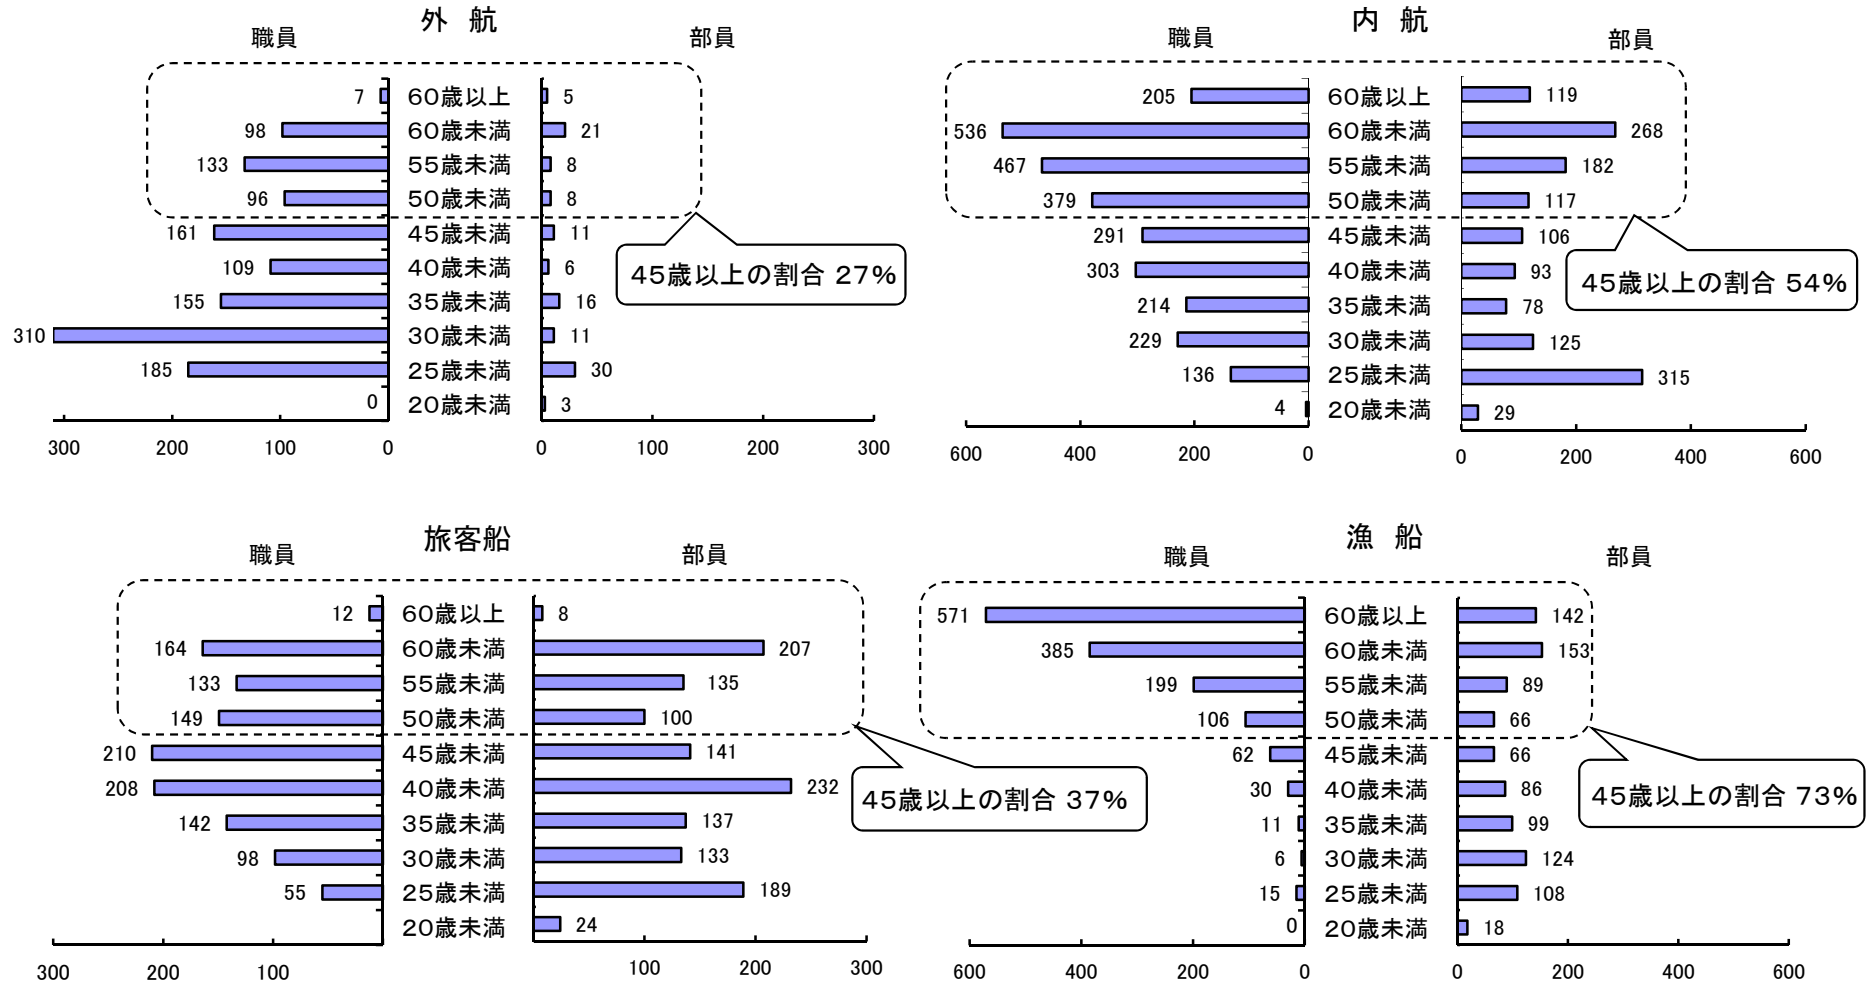 外 航
職員 部員
7 60歳以上 5
98 60歳未満 21
133 55歳未満 8
96 50歳未満 8
161 45歳未満 11
109 40歳未満 6
155 35歳未満 16
310 30歳未満 11
185 25歳未満 30
0 20歳未満 3
300 200 100 0 0 100 200 300
45歳以上の割合 27%
内 航
職員 部員
205 60歳以上 119
536 60歳未満 268
467 55歳未満 182
379 50歳未満 117
291 45歳未満 106
303 40歳未満 93
214 35歳未満 78
229 30歳未満 125
136 25歳未満 315
4 20歳未満 29
600 400 200 0 0 200 400 600
45歳以上の割合 54%
旅客船
職員 部員
12 60歳以上 8
164 60歳未満 207
133 55歳未満 135
149 50歳未満 100
210 45歳未満 141
208 40歳未満 232
142 35歳未満 137
98 30歳未満 133
55 25歳未満 189
20歳未満 24
300 200 100 100 200 300
45歳以上の割合 37%
漁 船
職員 部員
571 60歳以上 142
385 60歳未満 153
199 55歳未満 89
106 50歳未満 66
62 45歳未満 66
30 40歳未満 86
11 35歳未満 99
6 30歳未満 124
15 25歳未満 108
0 20歳未満 18
600 400 200 0 0 200 400 600
45歳以上の割合 73%